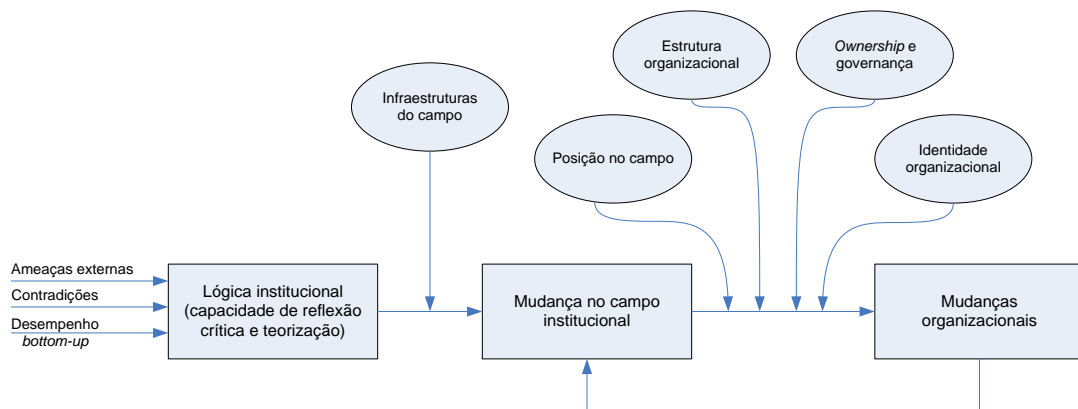 Estrutura
organizacional
Ownership e
governança
Infraestruturas
do campo
Posição no campo
Identidade
organizacional
Ameaças externas
Contradições
Desempenho
bottom-up
Lógica institucional
(capacidade de reflexão
crítica e teorização)
Mudança no campo
institucional
Mudanças
organizacionais